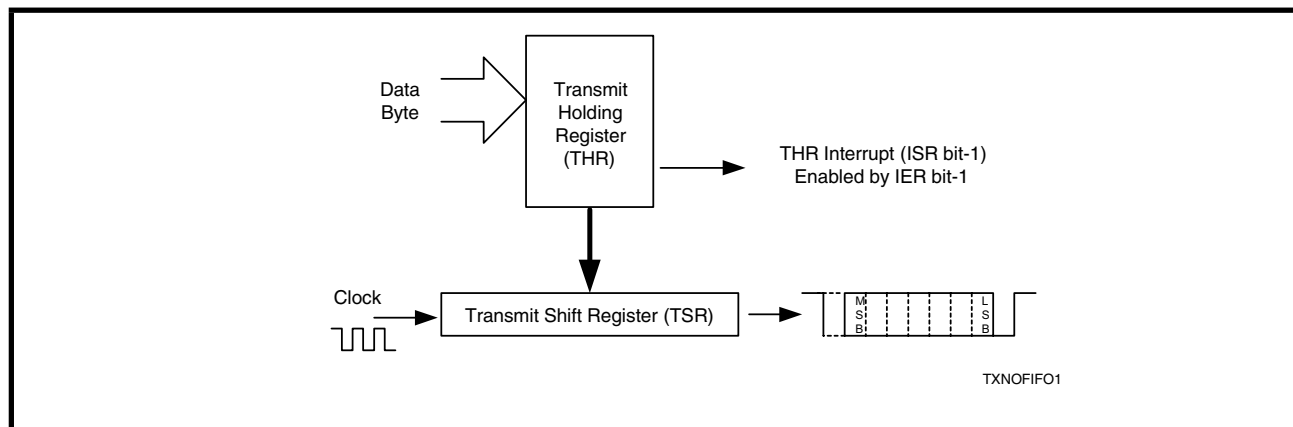 Data
Byte
Transmit
Holding
Register
(THR)
THR Interrupt (ISR bit-1)
Enabled by IER bit-1
Clock
Transmit Shift Register (TSR)
M
S
B
L
S
B
TXNOFIFO1